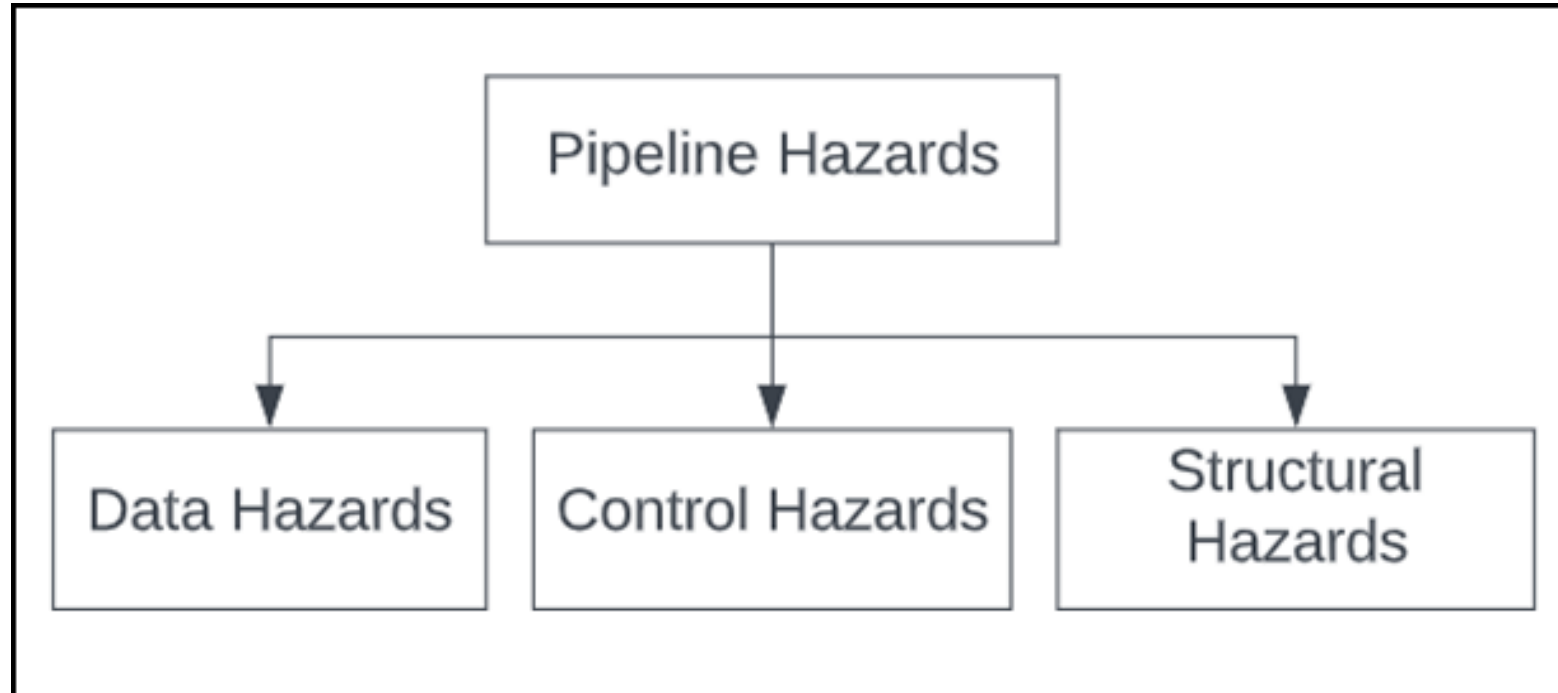 Pipeline Hazards
Data Hazards
Control Hazards
Structural
Hazards